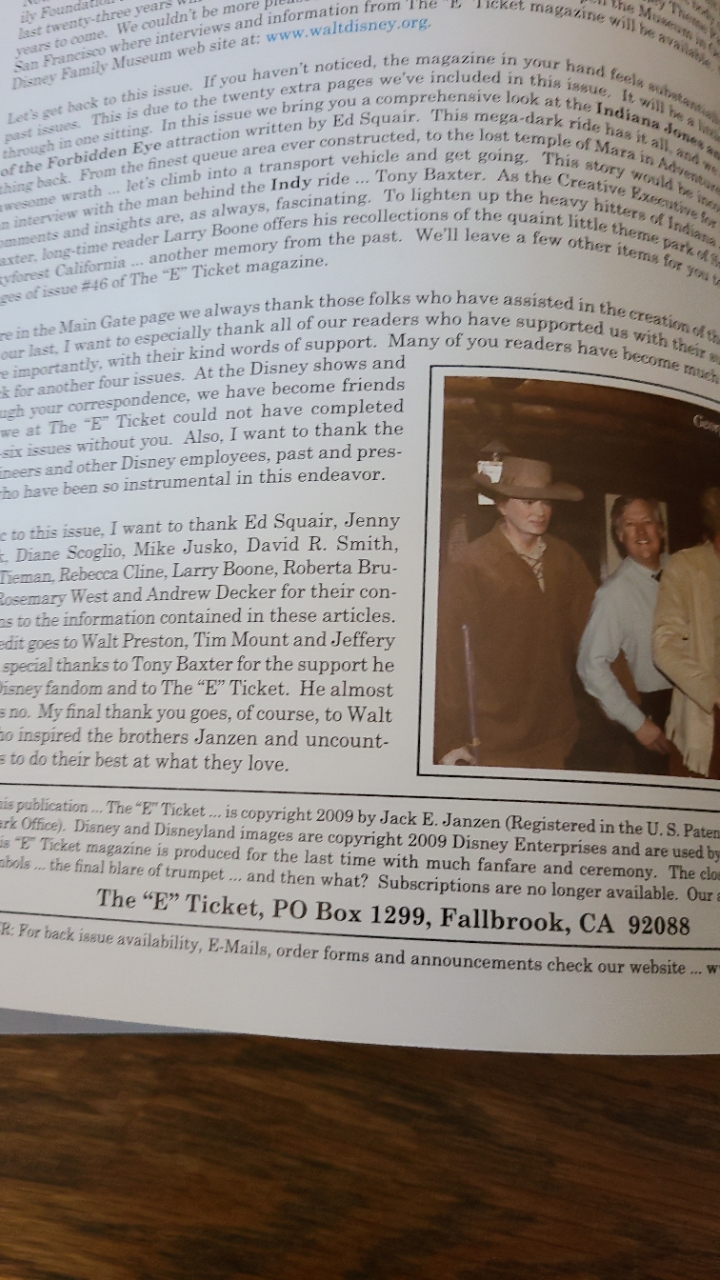 ily Foundation
last twenty-three years
years to come. We couldn't be more
San Francisco where interviews and information from The "E" Ticket magazine will be available
Disney Family Museum web site at: www.waltdisney.org.
Let's get back to this issue. If you haven't noticed, the magazine in your hand feels
past issues. This is due to the twenty extra pages we've included in this issue. It will be a
through in one sitting. In this issue we bring you a comprehensive look at the Indiana Jones
of the Forbidden Eye attraction written by Ed Squair. This mega-dark ride has it all, and we
thing back. From the finest queue area ever constructed, to the lost temple of Mara in
awesome wrath ... let's climb into a transport vehicle and get going. This story would be
n interview with the man behind the Indy ride ... Tony Baxter. As the Creative Executive for
omments and insights are, as always, fascinating. To lighten up the heavy hitters of Indiana
axter, long-time reader Larry Boone offers his recollections of the quaint little theme park of
yforest California ... another memory from the past. We'll leave a few other items for you
ges of issue #46 of The "E" Ticket magazine.
re in the Main Gate page we always thank those folks who have assisted in the creation of
our last, I want to especially thank all of our readers who have supported us with their
e importantly, with their kind words of support. Many of you readers have become much
k for another four issues. At the Disney shows and
ugh your correspondence, we have become friends
we at The "E" Ticket could not have completed
-six issues without you. Also, I want to thank the
ineers and other Disney employees, past and pres-
ho have been so instrumental in this endeavor.
c to this issue, I want to thank Ed Squair, Jenny
Diane Scoglio, Mike Jusko, David R. Smith,
Tieman, Rebecca Cline, Larry Boone, Roberta Bru-
Rosemary West and Andrew Decker for their con-
ns to the information contained in these articles.
edit goes to Walt Preston, Tim Mount and Jeffery
special thanks to Tony Baxter for the support he
Disney fandom and to The "E" Ticket. He almost
s no. My final thank you goes, of course, to Walt
ho inspired the brothers Janzen and uncount-
s to do their best at what they love.
his publication ... The "E" Ticket ... is copyright 2009 by Jack E. Janzen (Registered in the U. S. Paten
ark Office). Disney and Disneyland images are copyright 2009 Disney Enterprises and are used by
is "E" Ticket magazine is produced for the last time with much fanfare and ceremony. The clo
mbols ... the final blare of trumpet ... and then what? Subscriptions are no longer available. Our
The "E" Ticket, PO Box 1299, Fallbrook, CA 92088
R: For back issue availability, E-Mails, order forms and announcements check our website ... w